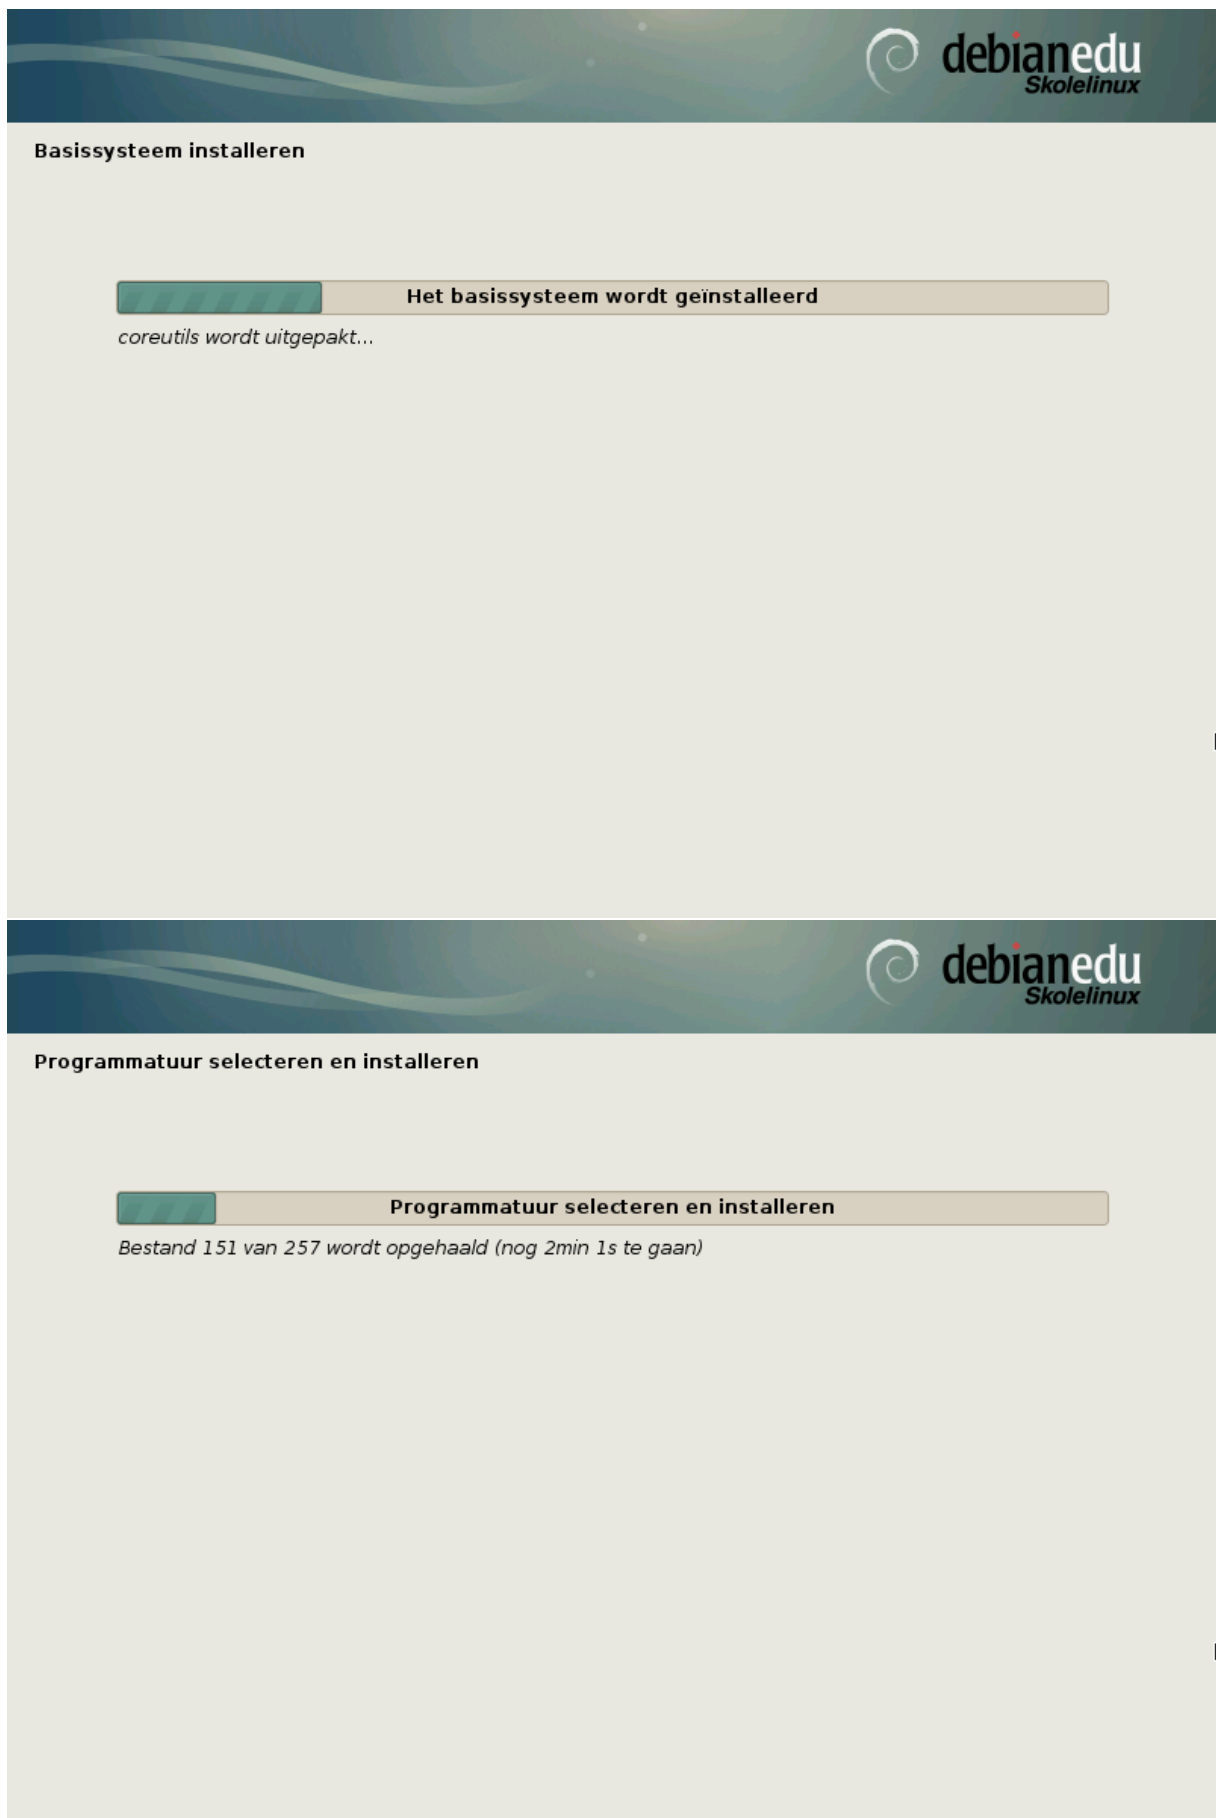 debianedu
Skolelinux
Basissysteem installeren
Het basissysteem wordt geïnstalleerd
coreutils wordt uitgepakt...
debianedu
Skolelinux
Programmatuur selecteren en installeren
Programmatuur selecteren en installeren
Bestand 151 van 257 wordt opgehaald (nog 2min 1s te gaan)